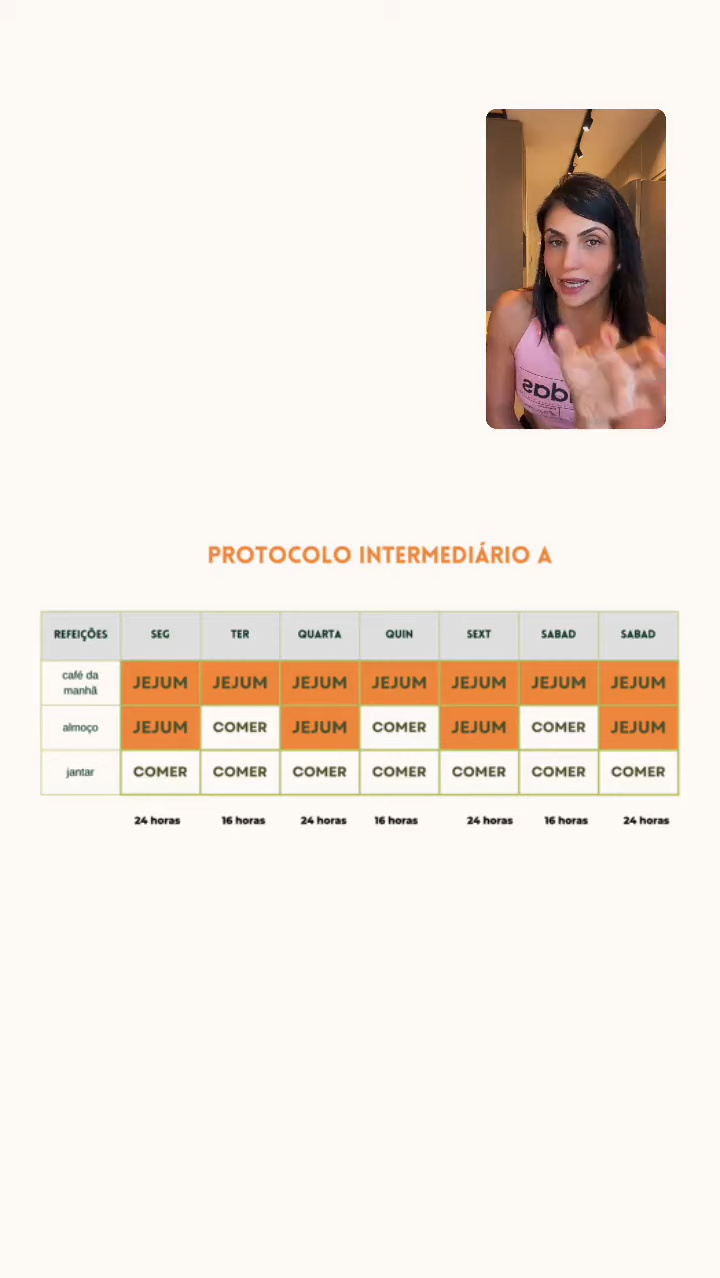 PROTOCOLO INTERMEDIÁRIO A
REFEIÇÕES SEG TER QUARTA QUIN SEXT SABAD SABAD
café da manhã JEJUM JEJUM JEJUM JEJUM JEJUM JEJUM JEJUM
almoço JEJUM COMER JEJUM COMER JEJUM COMER JEJUM
jantar COMER COMER COMER COMER COMER COMER COMER
24 horas 16 horas 24 horas 16 horas 24 horas 16 horas 24 horas